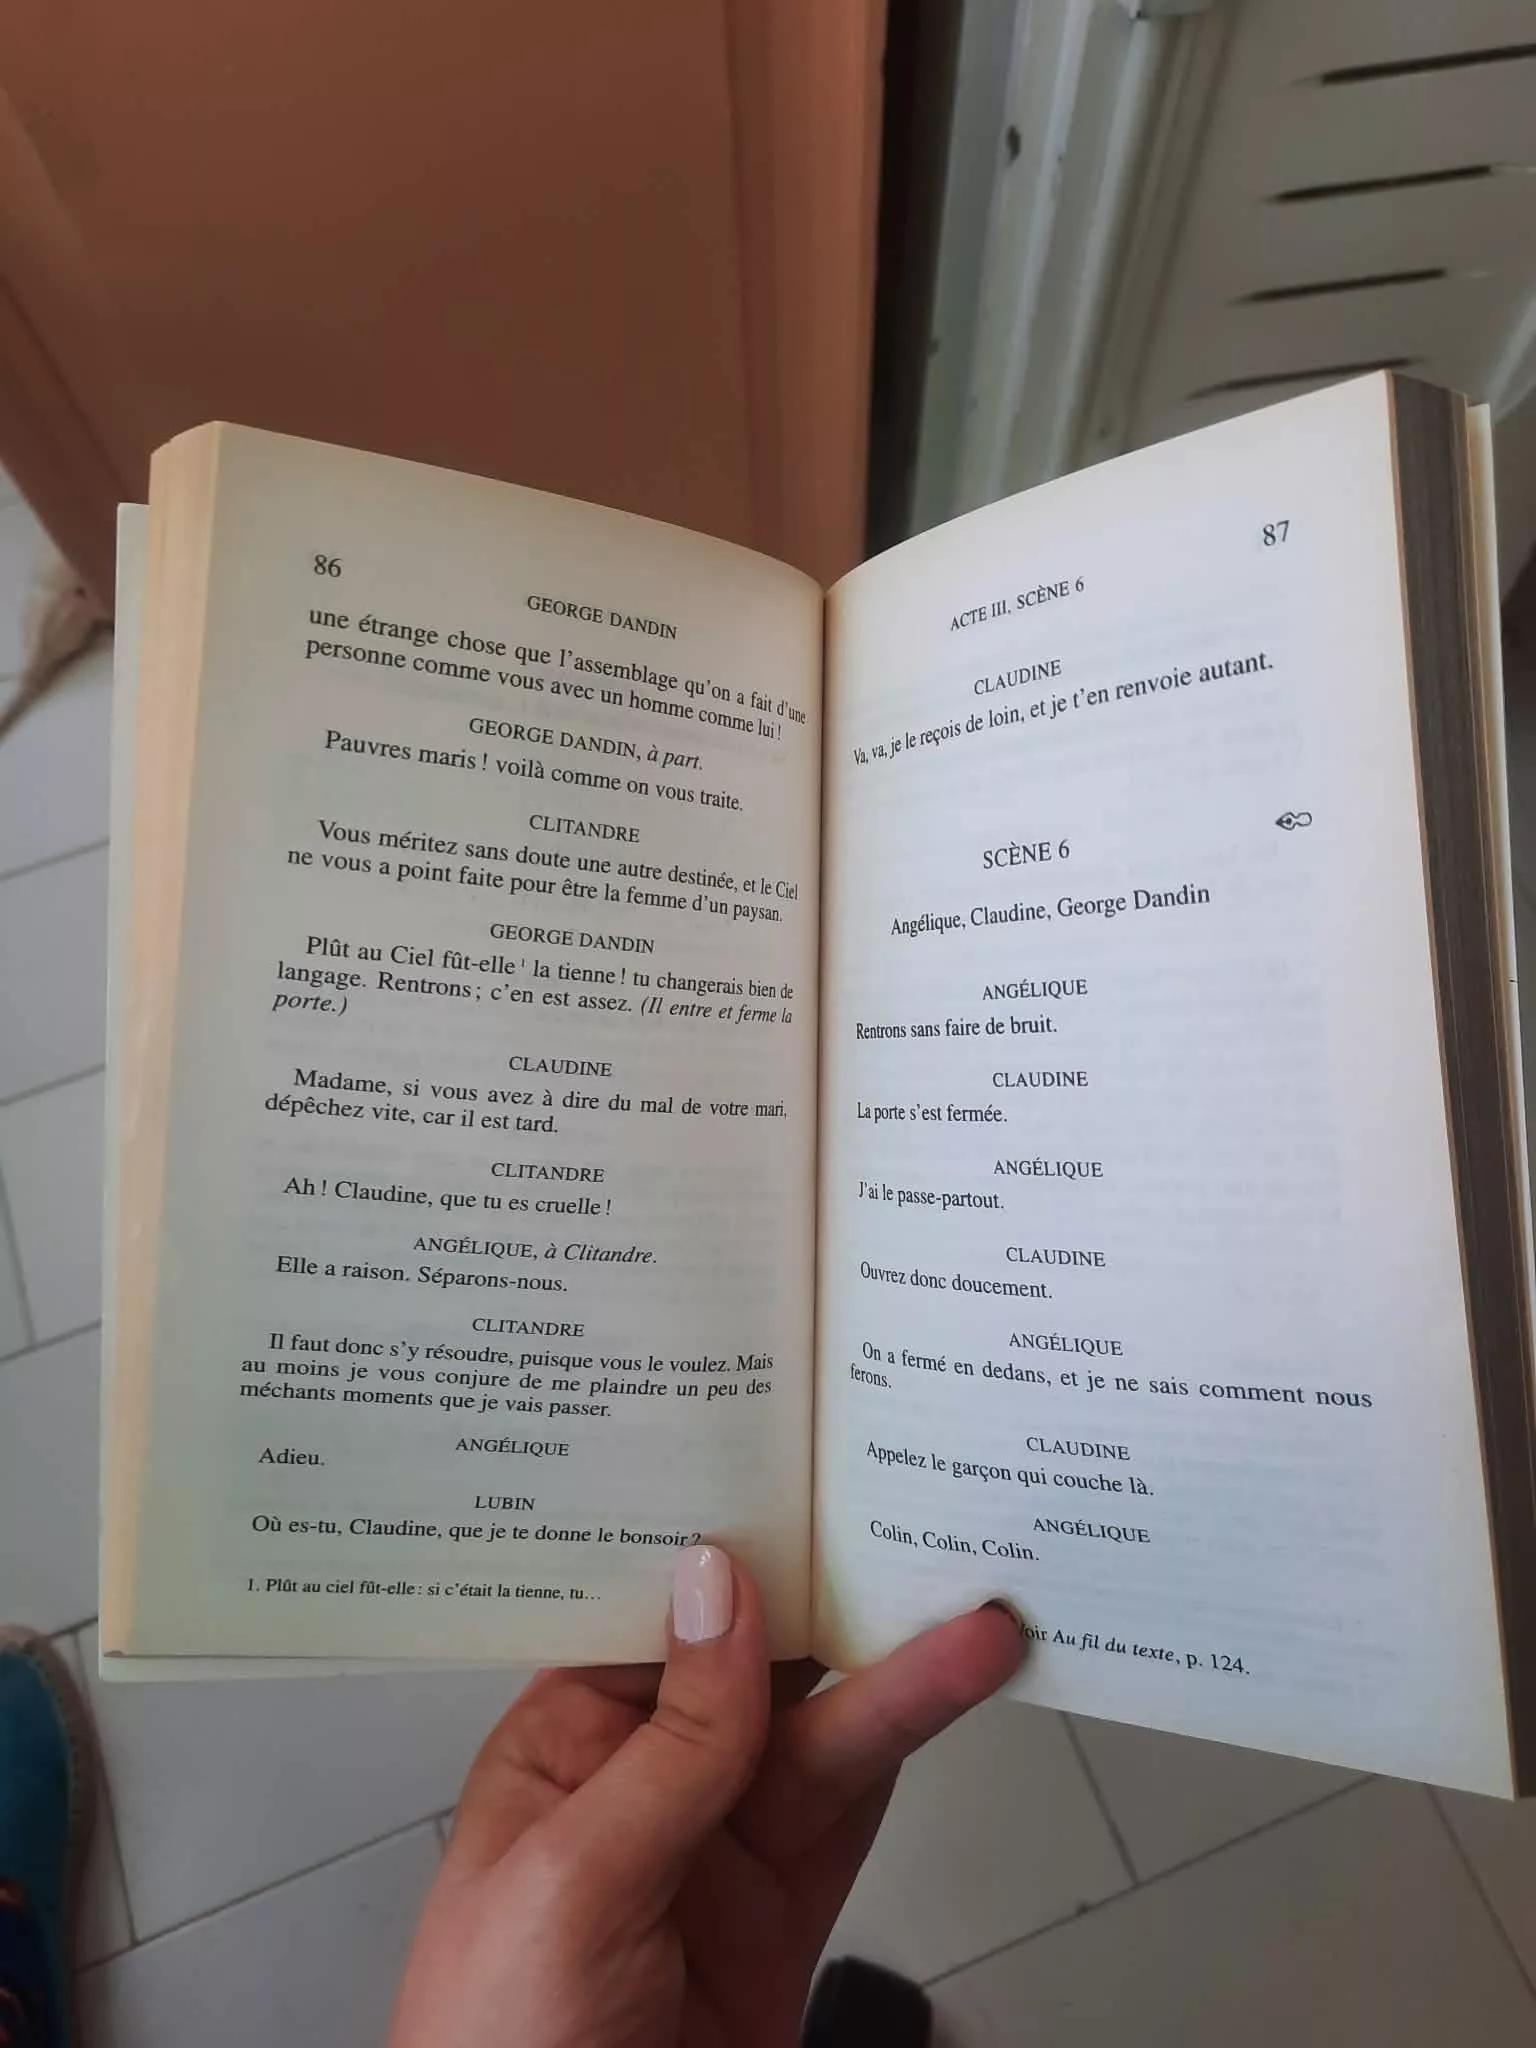 86
GEORGE DANDIN
une étrange chose que l'assemblage qu'on a fait d'une
personne comme vous avec un homme comme lui !
GEORGE DANDIN, à part.
Pauvres maris ! voilà comme on vous traite.
CLITANDRE
Vous méritez sans doute une autre destinée, et le Ciel
ne vous a point faite pour être la femme d'un paysan.
GEORGE DANDIN
Plût au Ciel fût-elle¹ la tienne ! tu changerais bien de
langage. Rentrons ; c'en est assez. (Il entre et ferme la
porte.)
CLAUDINE
Madame, si vous avez à dire du mal de votre mari,
dépêchez vite, car il est tard.
CLITANDRE
Ah ! Claudine, que tu es cruelle !
ANGÉLIQUE, à Clitandre.
Elle a raison. Séparons-nous.
CLITANDRE
Il faut donc s'y résoudre, puisque vous le voulez. Mais
au moins je vous conjure de me plaindre un peu des
méchants moments que je vais passer.
ANGÉLIQUE
Adieu.
LUBIN
Où es-tu, Claudine, que je te donne le bonsoir ?
1. Plût au ciel fût-elle : si c'était la tienne, tu...
87
ACTE III, SCÈNE 6
CLAUDINE
Va, va, je le reçois de loin, et je t'en renvoie autant.
SCÈNE 6
Angélique, Claudine, George Dandin
ANGÉLIQUE
Rentrons sans faire de bruit.
CLAUDINE
La porte s'est fermée.
ANGÉLIQUE
J'ai le passe-partout.
CLAUDINE
Ouvrez donc doucement.
ANGÉLIQUE
On a fermé en dedans, et je ne sais comment nous
ferons.
CLAUDINE
Appelez le garçon qui couche là.
ANGÉLIQUE
Colin, Colin, Colin.
oir Au fil du texte, p. 124.